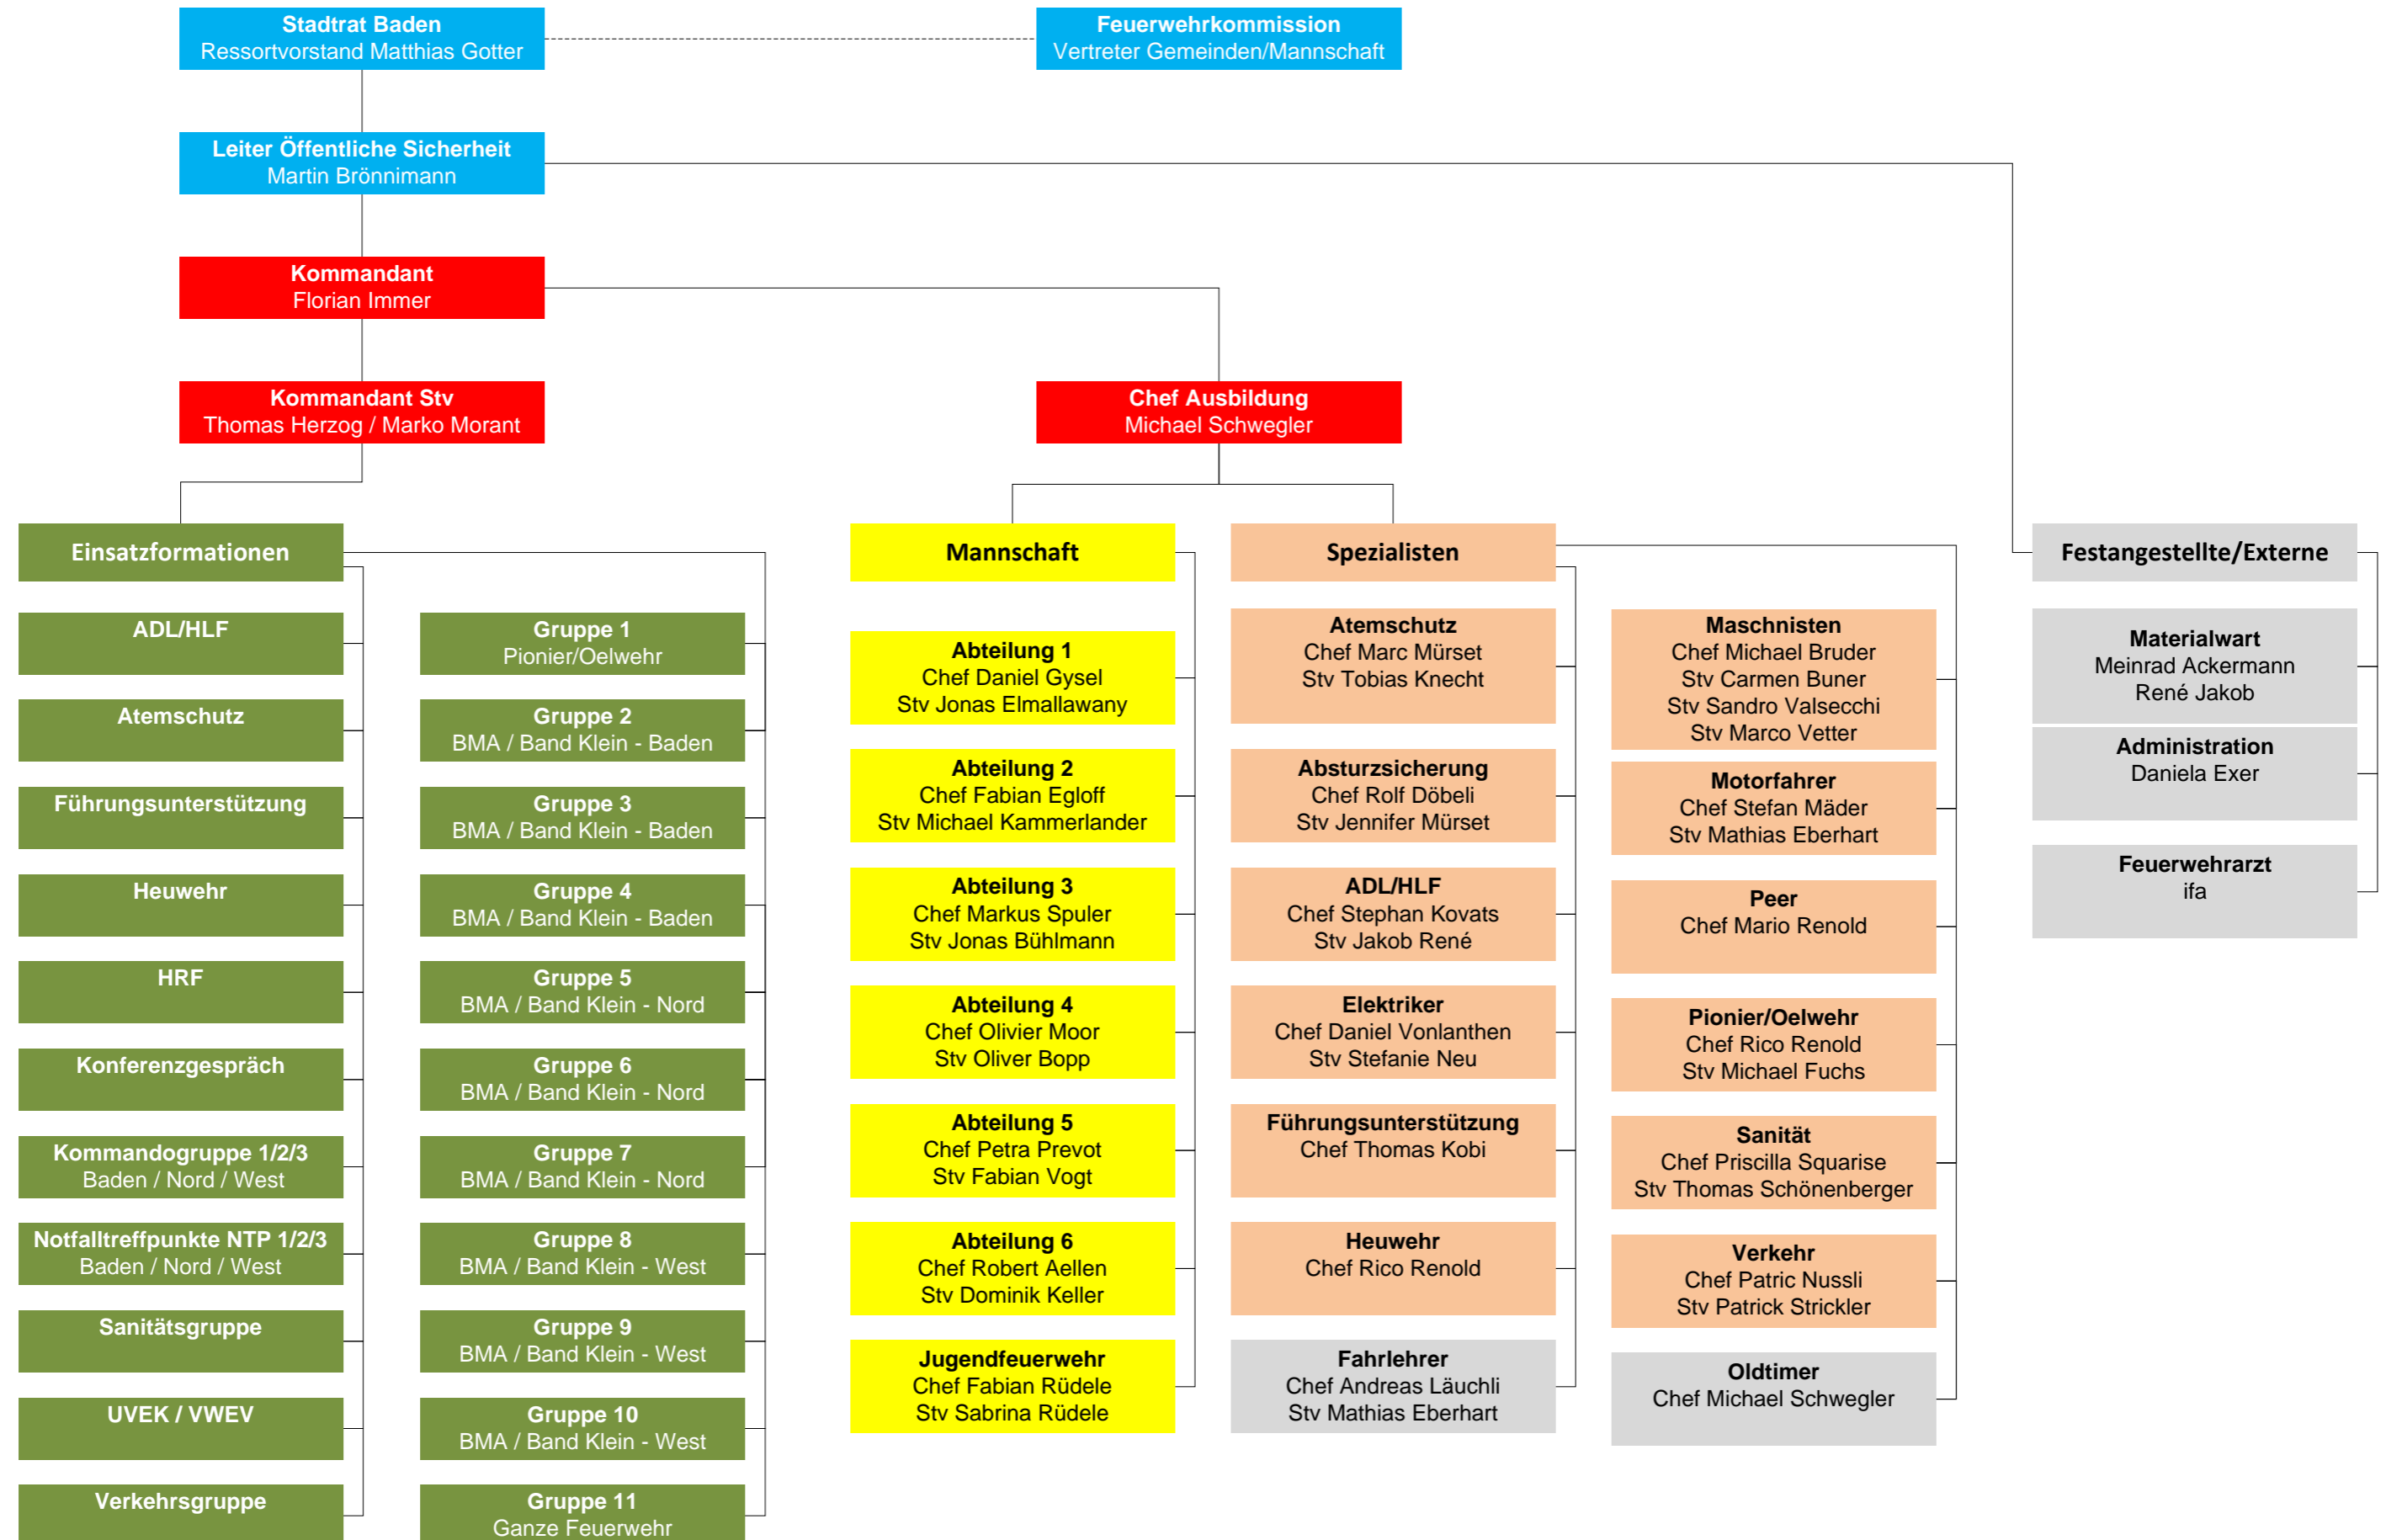 Stadtrat Baden
Ressortvorstand Matthias Gotter
Feuerwehrkommission
Vertreter Gemeinden/Mannschaft
Leiter Öffentliche Sicherheit
Martin Brönnimann
Kommandant
Florian Immer
Kommandant Stv
Thomas Herzog / Marko Morant
Chef Ausbildung
Michael Schwegler
Einsatzformationen
ADL/HLF
Atemschutz
Führungsunterstützung
Heuwehr
HRF
Konferenzgespräch
Kommandogruppe 1/2/3
Baden / Nord / West
Notfalltreffpunkte NTP 1/2/3
Baden / Nord / West
Sanitätsgruppe
UVEK / VWEV
Verkehrsgruppe
Gruppe 1
Pionier/Oelwehr
Gruppe 2
BMA / Band Klein - Baden
Gruppe 3
BMA / Band Klein - Baden
Gruppe 4
BMA / Band Klein - Baden
Gruppe 5
BMA / Band Klein - Nord
Gruppe 6
BMA / Band Klein - Nord
Gruppe 7
BMA / Band Klein - Nord
Gruppe 8
BMA / Band Klein - West
Gruppe 9
BMA / Band Klein - West
Gruppe 10
BMA / Band Klein - West
Gruppe 11
Ganze Feuerwehr
Mannschaft
Abteilung 1
Chef Daniel Gysel
Stv Jonas Elmallawany
Abteilung 2
Chef Fabian Egloff
Stv Michael Kammerlander
Abteilung 3
Chef Markus Spuler
Stv Jonas Bühlmann
Abteilung 4
Chef Olivier Moor
Stv Oliver Bopp
Abteilung 5
Chef Petra Prevot
Stv Fabian Vogt
Abteilung 6
Chef Robert Aellen
Stv Dominik Keller
Jugendfeuerwehr
Chef Fabian Rüdele
Stv Sabrina Rüdele
Spezialisten
Atemschutz
Chef Marc Mürset
Stv Tobias Knecht
Absturzsicherung
Chef Rolf Döbeli
Stv Jennifer Mürset
ADL/HLF
Chef Stephan Kovats
Stv Jakob René
Elektriker
Chef Daniel Vonlanthen
Stv Stefanie Neu
Führungsunterstützung
Chef Thomas Kobi
Heuwehr
Chef Rico Renold
Fahrlehrer
Chef Andreas Läuchli
Stv Mathias Eberhart
Maschnisten
Chef Michael Bruder
Stv Carmen Buner
Stv Sandro Valsecchi
Stv Marco Vetter
Motorfahrer
Chef Stefan Mäder
Stv Mathias Eberhart
Peer
Chef Mario Renold
Pionier/Oelwehr
Chef Rico Renold
Stv Michael Fuchs
Sanität
Chef Priscilla Squarise
Stv Thomas Schönenberger
Verkehr
Chef Patric Nussli
Stv Patrick Strickler
Oldtimer
Chef Michael Schwegler
Festangestellte/Externe
Materialwart
Meinrad Ackermann
René Jakob
Administration
Daniela Exer
Feuerwehrarzt
ifa